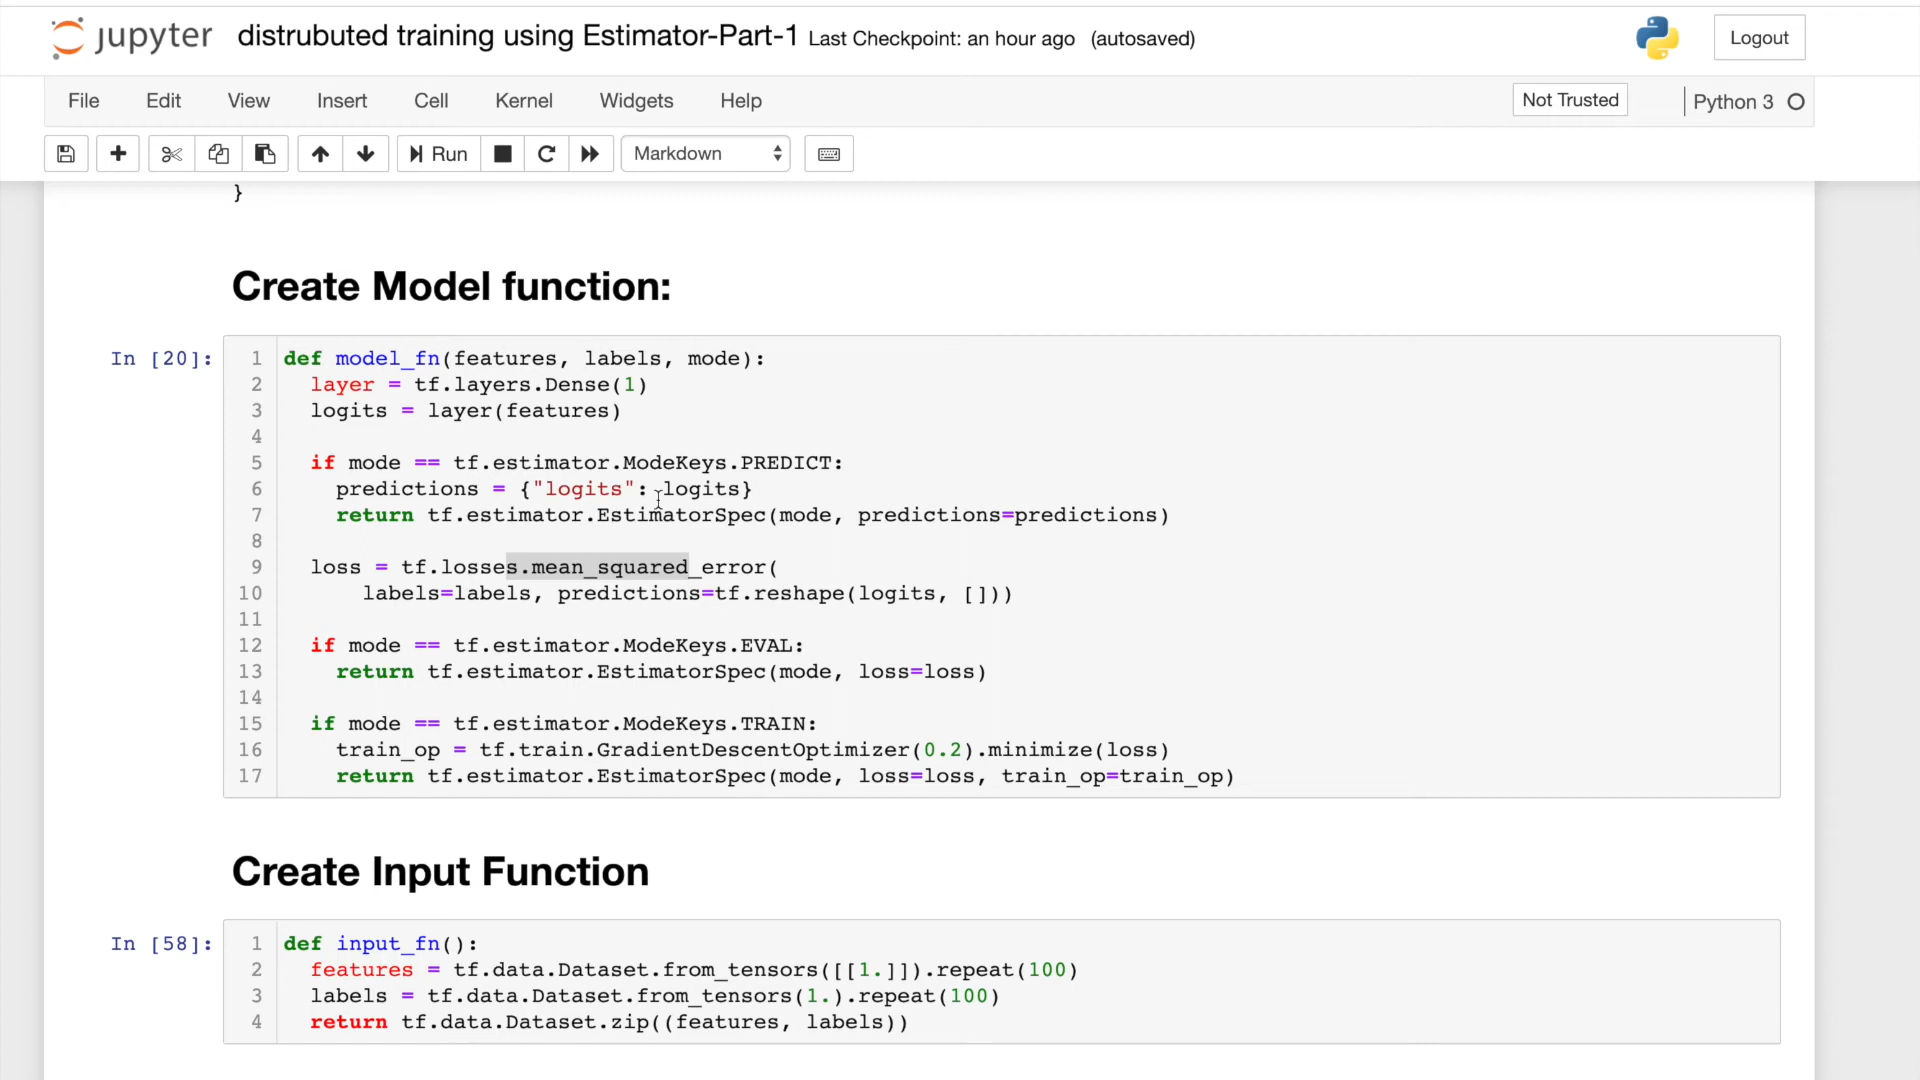 jupyter distrubuted training using Estimator-Part-1 Last Checkpoint: an hour ago (autosaved) Logout
File Edit View Insert Cell Kernel Widgets Help Not Trusted Python 3
Run Markdown
}
Create Model function:
In [20]:
1 def model_fn(features, labels, mode):
2   layer = tf.layers.Dense(1)
3   logits = layer(features)
4
5   if mode == tf.estimator.ModeKeys.PREDICT:
6     predictions = {"logits": logits}
7     return tf.estimator.EstimatorSpec(mode, predictions=predictions)
8
9   loss = tf.losses.mean_squared_error(
10       labels=labels, predictions=tf.reshape(logits, []))
11
12   if mode == tf.estimator.ModeKeys.EVAL:
13     return tf.estimator.EstimatorSpec(mode, loss=loss)
14
15   if mode == tf.estimator.ModeKeys.TRAIN:
16     train_op = tf.train.GradientDescentOptimizer(0.2).minimize(loss)
17     return tf.estimator.EstimatorSpec(mode, loss=loss, train_op=train_op)
Create Input Function
In [58]:
1 def input_fn():
2   features = tf.data.Dataset.from_tensors([[1.]]).repeat(100)
3   labels = tf.data.Dataset.from_tensors(1.).repeat(100)
4   return tf.data.Dataset.zip((features, labels))